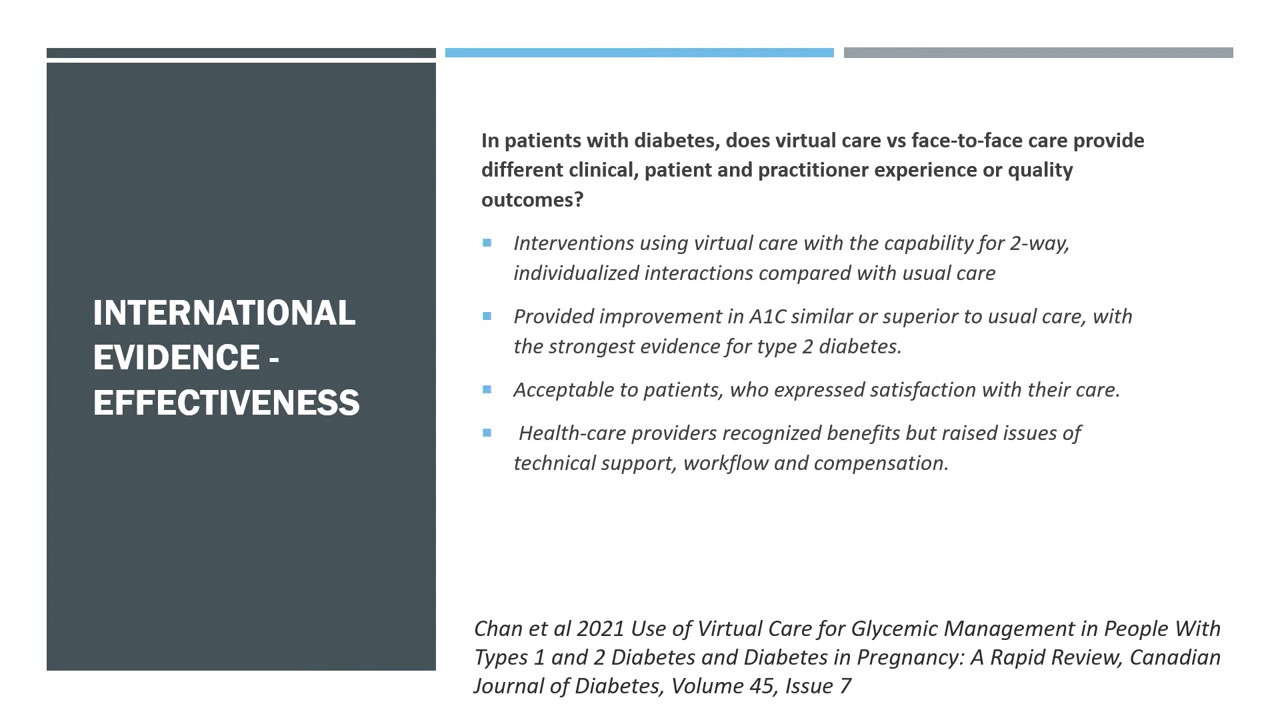 INTERNATIONAL
EVIDENCE -
EFFECTIVENESS
In patients with diabetes, does virtual care vs face-to-face care provide
different clinical, patient and practitioner experience or quality
outcomes?
Interventions using virtual care with the capability for 2-way,
individualized interactions compared with usual care
Provided improvement in A1C similar or superior to usual care, with
the strongest evidence for type 2 diabetes.
Acceptable to patients, who expressed satisfaction with their care.
Health-care providers recognized benefits but raised issues of
technical support, workflow and compensation.
Chan et al 2021 Use of Virtual Care for Glycemic Management in People With
Types 1 and 2 Diabetes and Diabetes in Pregnancy: A Rapid Review, Canadian
Journal of Diabetes, Volume 45, Issue 7